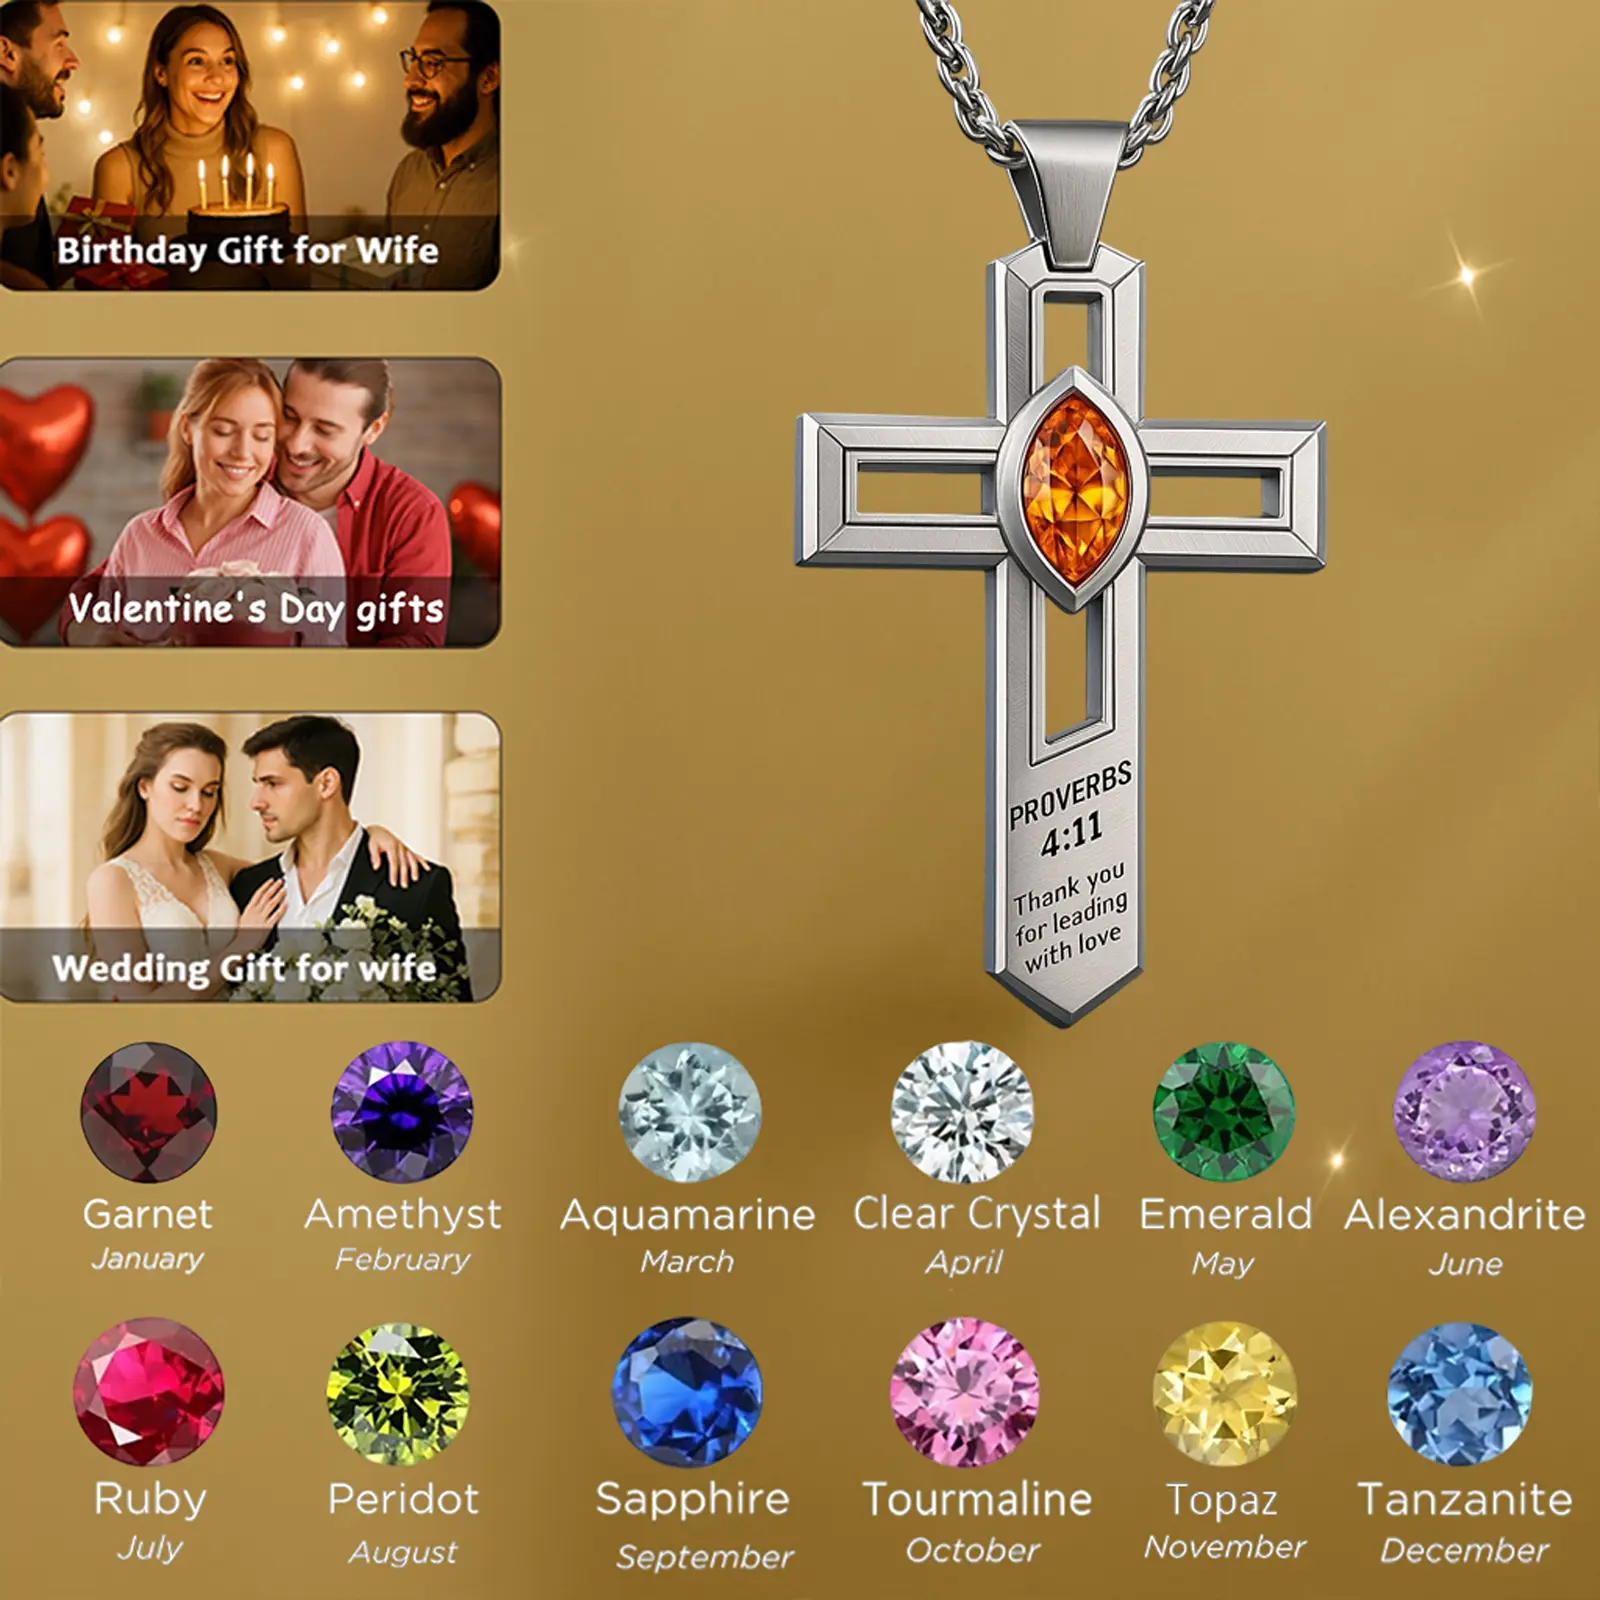 Birthday Gift for Wife
Valentine's Day gifts
Wedding Gift for wife
PROVERBS
4:11
Thank you
for leading
with love
Garnet
January
Amethyst
February
Aquamarine
March
Clear Crystal
April
Emerald
May
Alexandrite
June
Ruby
July
Peridot
August
Sapphire
September
Tourmaline
October
Topaz
November
Tanzanite
December